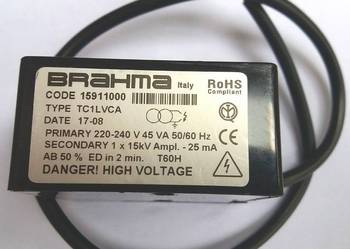 BRAHMA Italy
RoHS
Compliant
CODE 15911000
TYPE TC1LVCA
DATE 17-08
PRIMARY 220-240 V 45 VA 50/60 Hz
SECONDARY 1 x 15kV Ampl. - 25 mA
AB 50 % ED in 2 min. T60H
DANGER! HIGH VOLTAGE